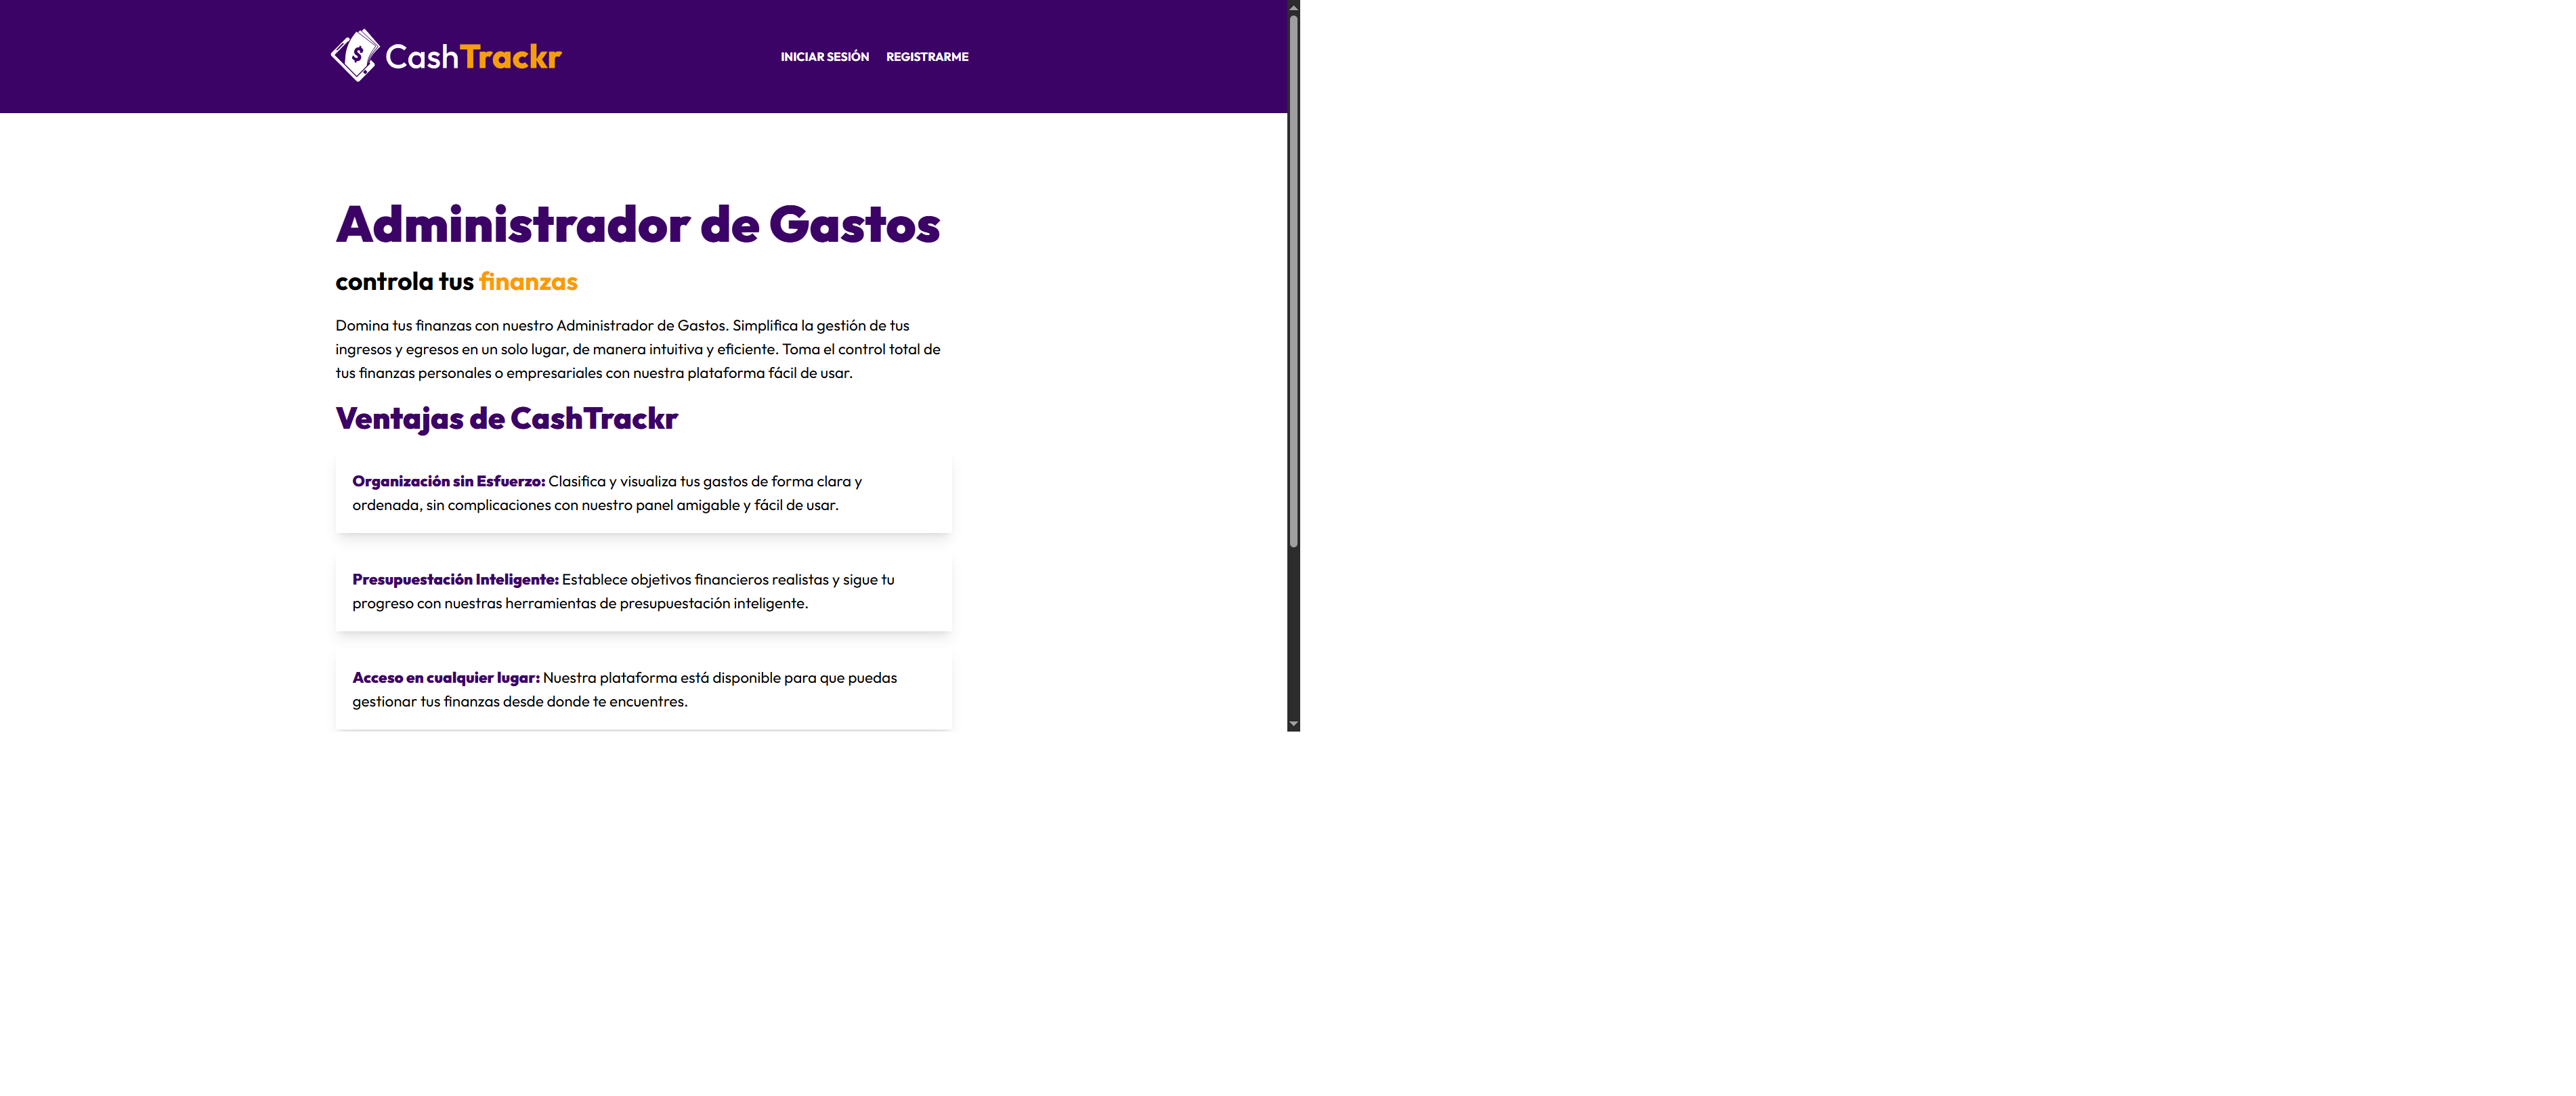 $ CashTrackr
INICIAR SESIÓN REGISTRARME
Administrador de Gastos
controla tus finanzas
Domina tus finanzas con nuestro Administrador de Gastos. Simplifica la gestión de tus
ingresos y egresos en un solo lugar, de manera intuitiva y eficiente. Toma el control total de
tus finanzas personales o empresariales con nuestra plataforma fácil de usar.
Ventajas de CashTrackr
Organización sin Esfuerzo: Clasifica y visualiza tus gastos de forma clara y
ordenada, sin complicaciones con nuestro panel amigable y fácil de usar.
Presupuestación Inteligente: Establece objetivos financieros realistas y sigue tu
progreso con nuestras herramientas de presupuestación inteligente.
Acceso en cualquier lugar: Nuestra plataforma está disponible para que puedas
gestionar tus finanzas desde donde te encuentres.